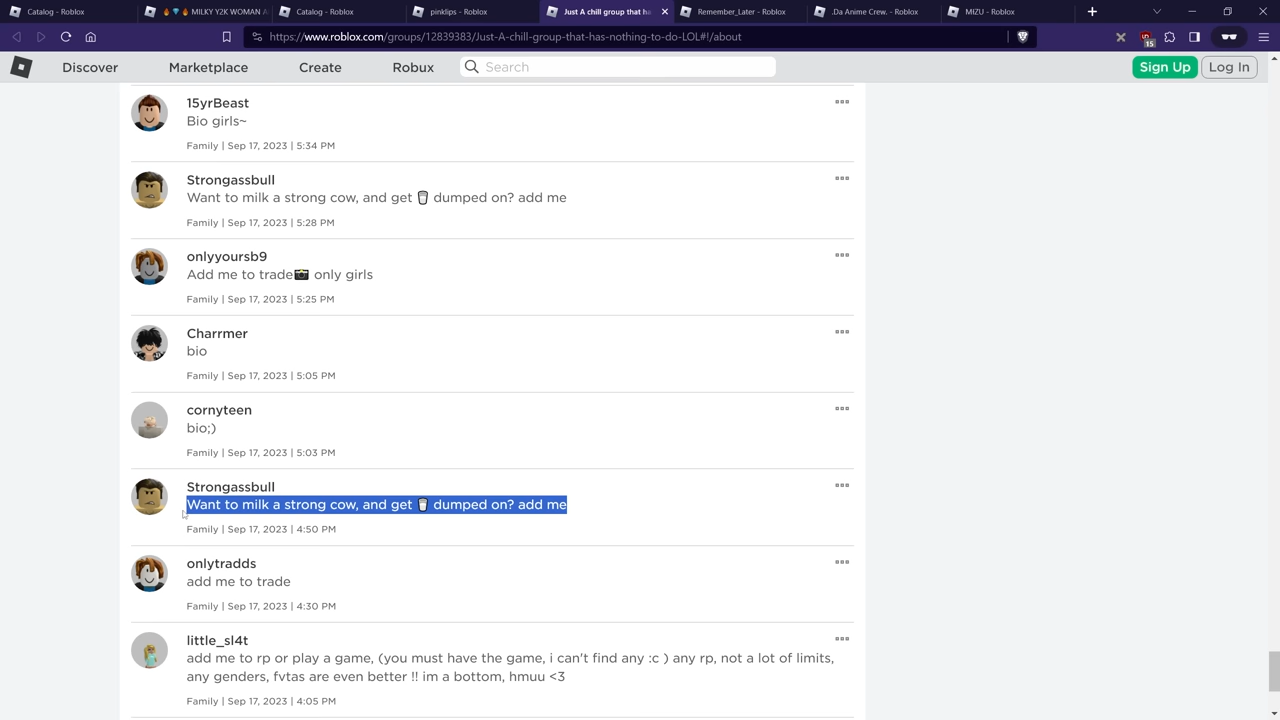 Catalog - Roblox
MILKY Y2K WOMAN A
Catalog - Roblox
pinklips - Roblox
Just A chill group that ha
Remember_Later - Roblox
.Da Anime Crew. - Roblox
MIZU - Roblox
https://www.roblox.com/groups/12839383/Just-A-chill-group-that-has-nothing-to-do-LOL#!/about
15
Discover Marketplace Create Robux Search Sign Up Log In
15yrBeast
Bio girls~
Family | Sep 17, 2023 | 5:34 PM
Strongassbull
Want to milk a strong cow, and get 🥛 dumped on? add me
Family | Sep 17, 2023 | 5:28 PM
onlyyoursb9
Add me to trade📸 only girls
Family | Sep 17, 2023 | 5:25 PM
Charrmer
bio
Family | Sep 17, 2023 | 5:05 PM
cornyteen
bio;)
Family | Sep 17, 2023 | 5:03 PM
Strongassbull
Want to milk a strong cow, and get 🥛 dumped on? add me
Family | Sep 17, 2023 | 4:50 PM
onlytradds
add me to trade
Family | Sep 17, 2023 | 4:30 PM
little_sl4t
add me to rp or play a game, (you must have the game, i can't find any :c ) any rp, not a lot of limits,
any genders, fvtas are even better !! im a bottom, hmuu <3
Family | Sep 17, 2023 | 4:05 PM